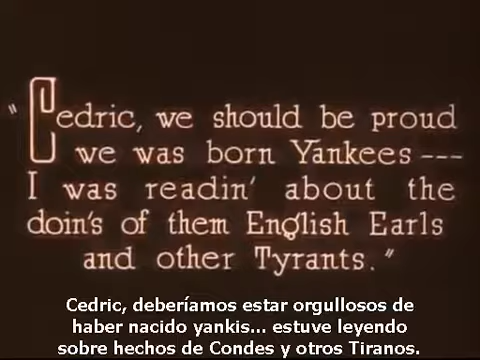 "Cedric, we should be proud
we was born Yankees---
I was readin' about the
doin's of them English Earls
and other Tyrants."
Cedric, deberíamos estar orgullosos de
haber nacido yankis... estuve leyendo
sobre hechos de Condes y otros Tiranos.